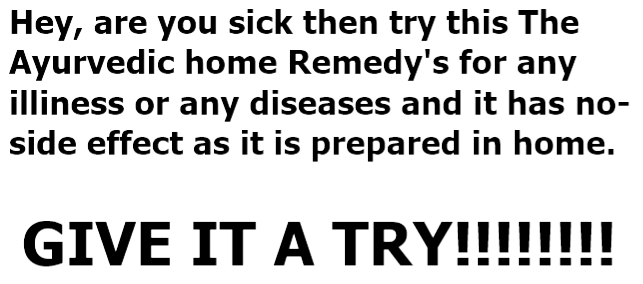 Hey, are you sick then try this The
Ayurvedic home Remedy's for any
illiness or any diseases and it has no-
side effect as it is prepared in home.
GIVE IT A TRY!!!!!!!!